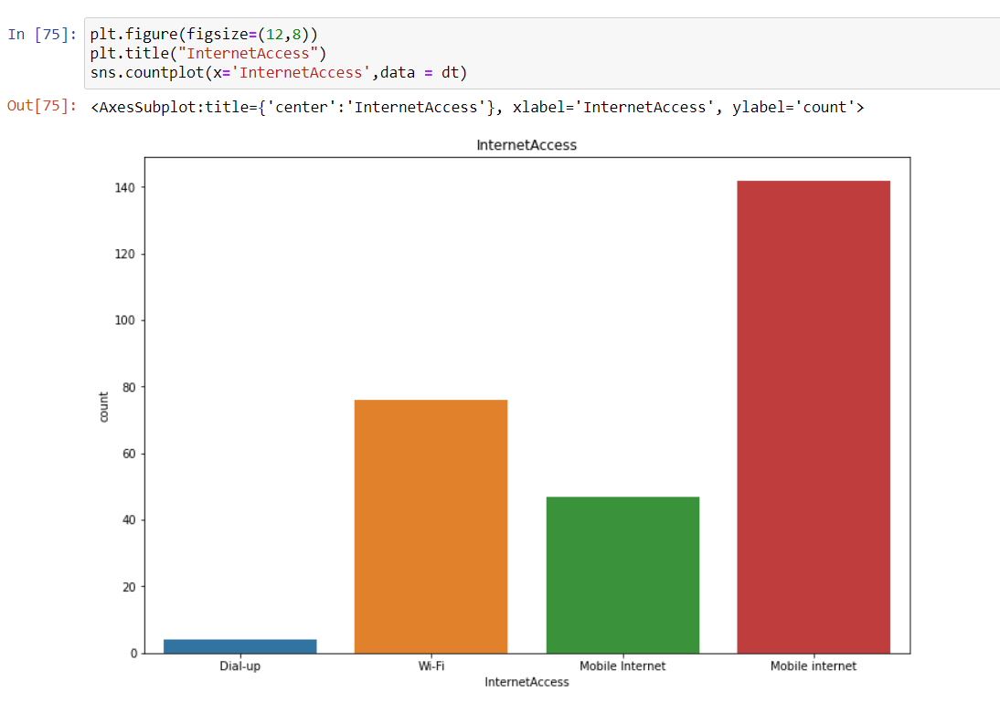 In [75]: plt.figure(figsize=(12,8))
plt.title("InternetAccess")
sns.countplot(x='InternetAccess',data = dt)
Out[75]: <AxesSubplot:title={'center':'InternetAccess'}, xlabel='InternetAccess', ylabel='count'>
InternetAccess
140
120
100
80
60
40
20
0
count
Dial-up Wi-Fi Mobile Internet Mobile internet
InternetAccess